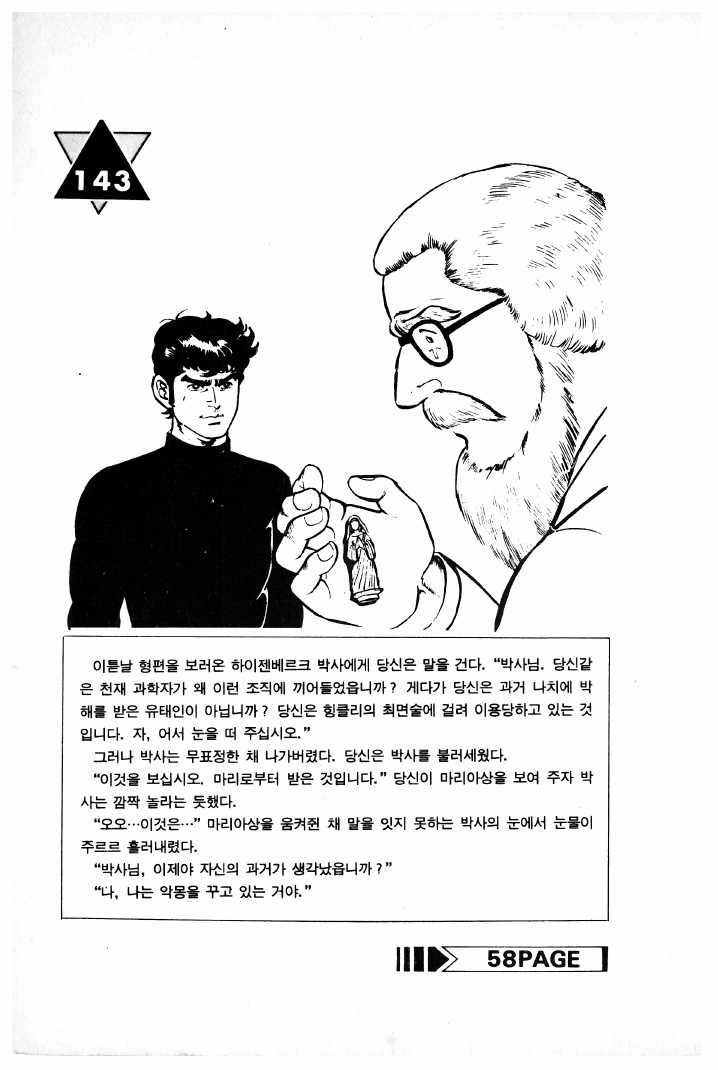 143
이튿날 형편을 보러온 하이젠베르크 박사에게 당신은 말을 건다. “박사님. 당신같
은 천재 과학자가 왜 이런 조직에 끼어들었읍니까? 게다가 당신은 과거 나치에 박
해를 받은 유태인이 아닙니까? 당신은 힝클리의 최면술에 걸려 이용당하고 있는 것
입니다. 자, 어서 눈을 떠 주십시오.”
그러나 박사는 무표정한 채 나가버렸다. 당신은 박사를 불러세웠다.
“이것을 보십시오. 마리로부터 받은 것입니다.” 당신이 마리아상을 보여 주자 박
사는 깜짝 놀라는 듯했다.
“오오…이것은…” 마리아상을 움켜쥔 채 말을 잇지 못하는 박사의 눈에서 눈물이
주르르 흘러내렸다.
“박사님, 이제야 자신의 과거가 생각났읍니까?”
“나, 나는 악몽을 꾸고 있는 거야.”
58PAGE